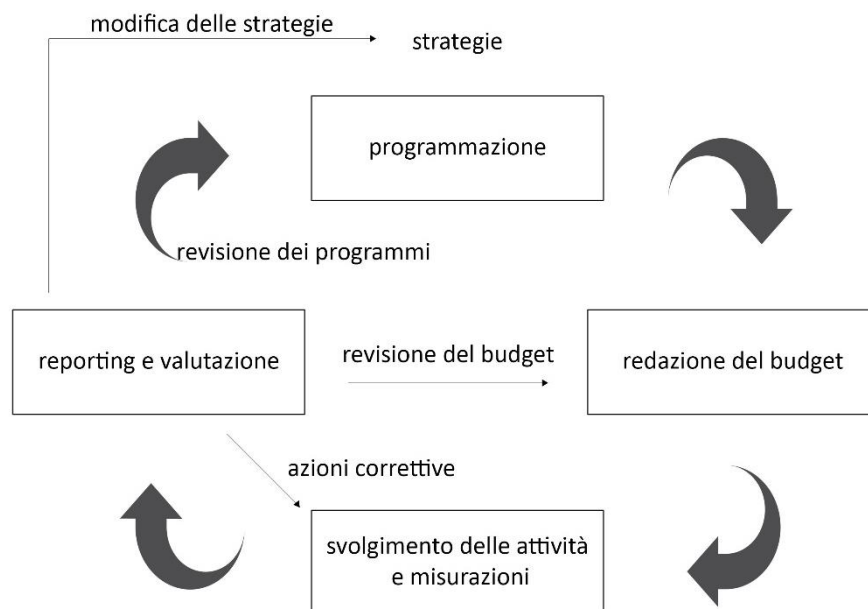 modifica delle strategie
strategie
programmazione
revisione dei programmi
reporting e valutazione
revisione del budget
redazione del budget
azioni correttive
svolgimento delle attività
e misurazioni